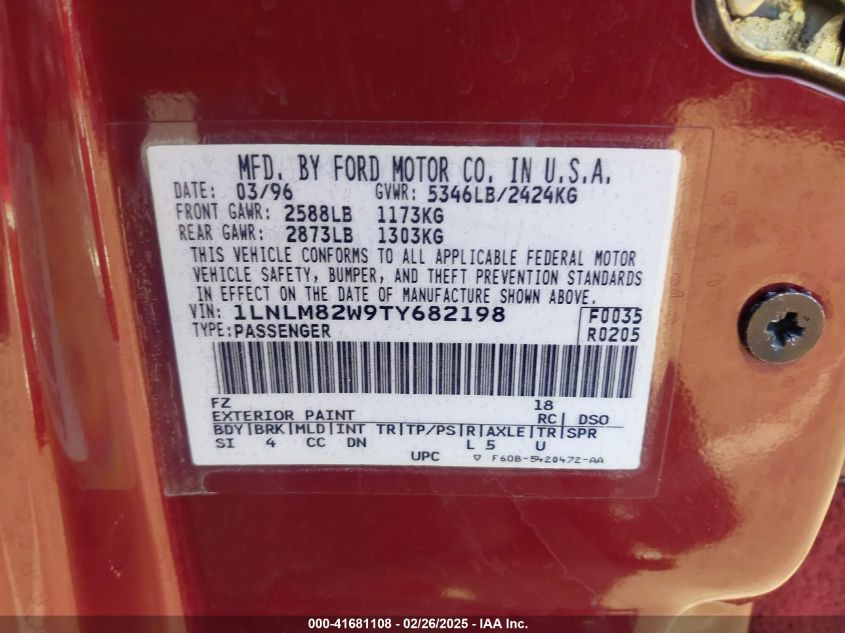 MFD. BY FORD MOTOR CO. IN U.S.A.
DATE: 03/96 GVWR: 5346LB/2424KG
FRONT GAWR: 2588LB 1173KG
REAR GAWR: 2873LB 1303KG
THIS VEHICLE CONFORMS TO ALL APPLICABLE FEDERAL MOTOR
VEHICLE SAFETY, BUMPER, AND THEFT PREVENTION STANDARDS
IN EFFECT ON THE DATE OF MANUFACTURE SHOWN ABOVE.
VIN: 1LNLM82W9TY682198 F0035
TYPE: PASSENGER R0205
FZ 18
EXTERIOR PAINT RC| DSO
BDY|BRK|MLD|INT TR|TP/PS|R|AXLE|TR|SPR
SI 4 CC DN L 5 U
UPC ▽ F60B-5420472-AA
000-41681108 - 02/26/2025 - IAA Inc.